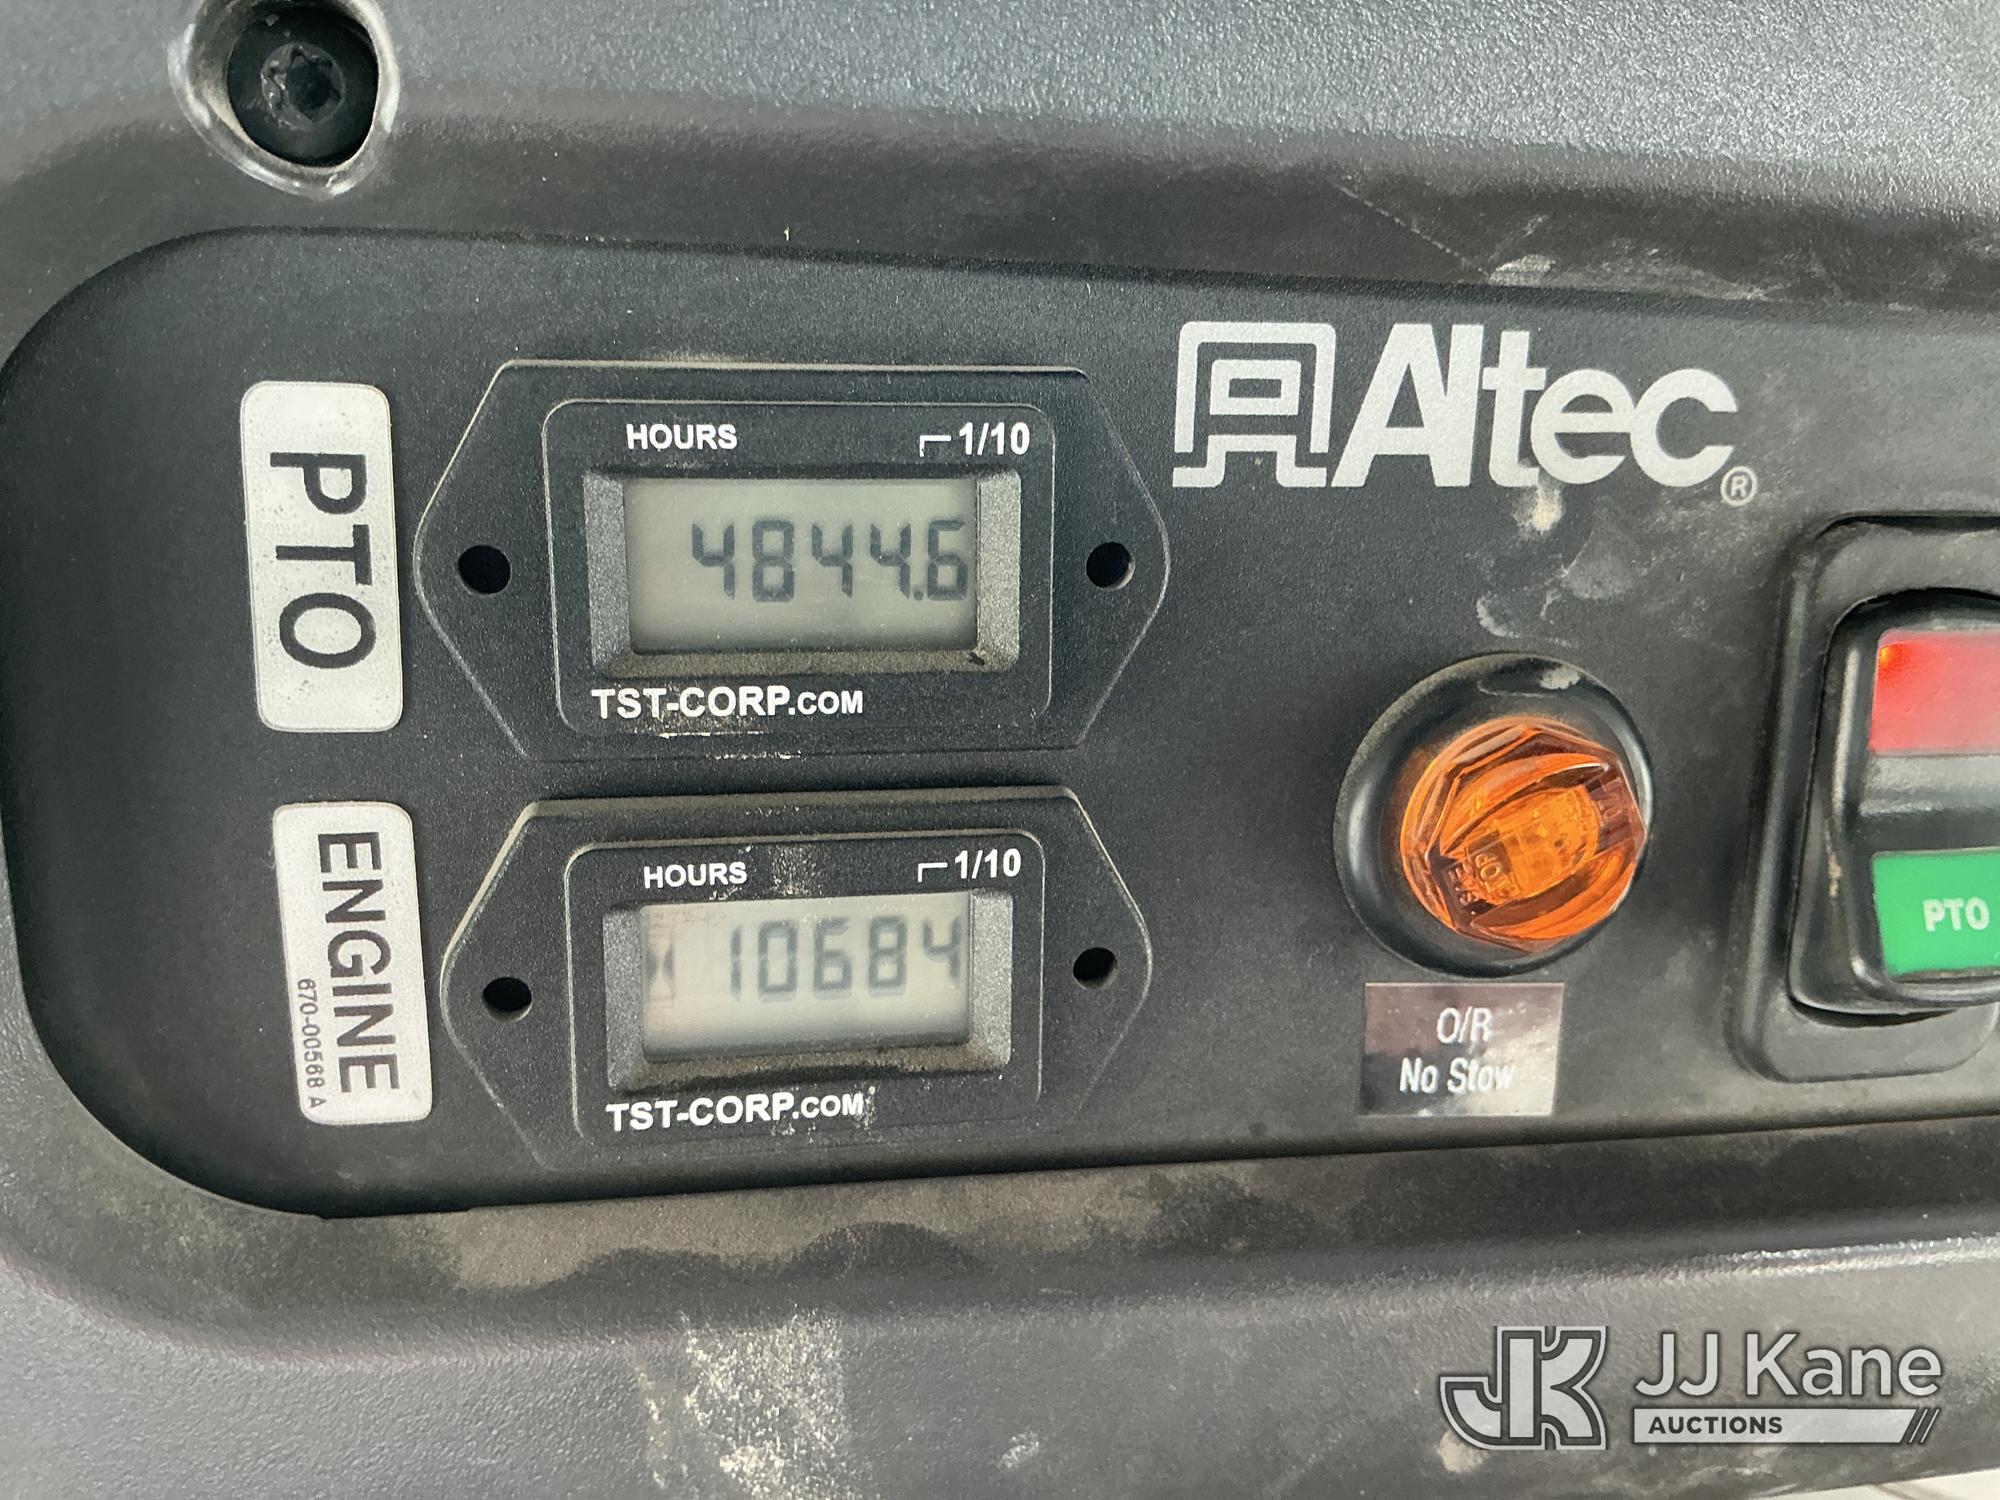 PTO
HOURS 1/10
4844.6
TST-CORP.COM
Altec®
ENGINE
670-00568 A
HOURS 1/10
10684
TST-CORP.COM
O/R
No Stow
PTO
JK JJ Kane
AUCTIONS